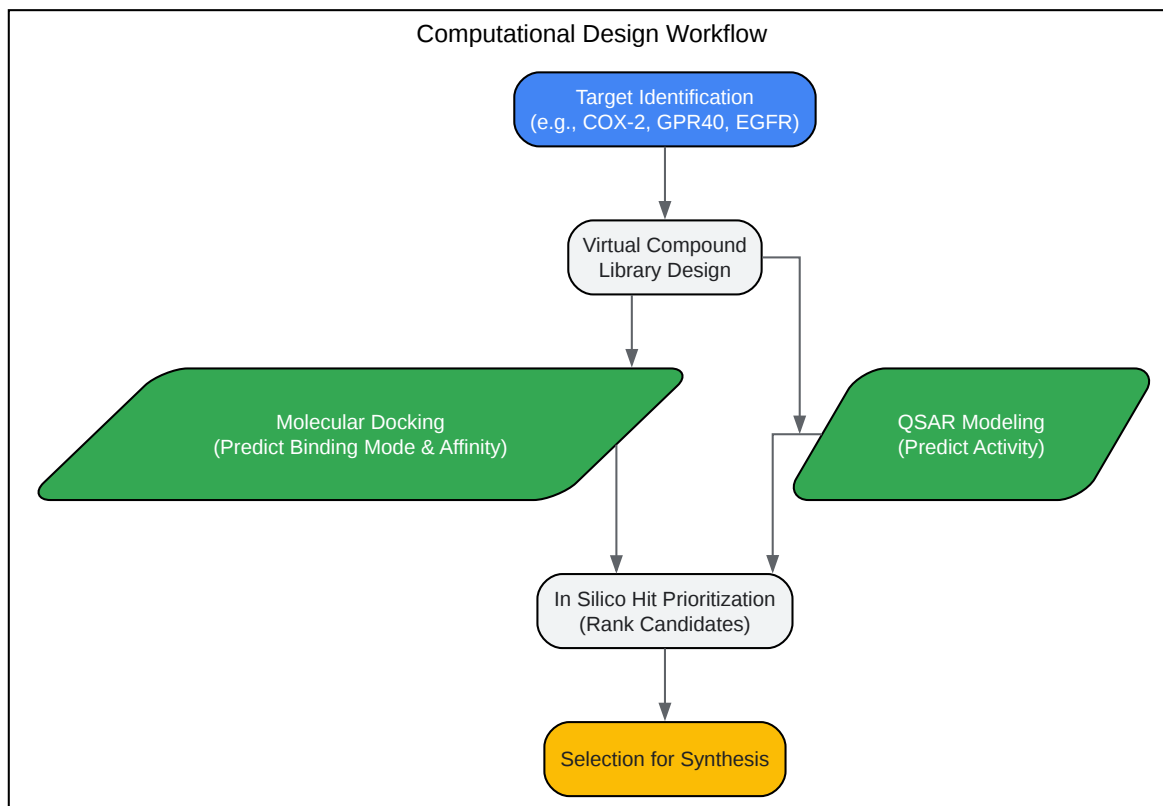 Computational Design Workflow
Target Identification
(e.g., COX-2, GPR40, EGFR)
Virtual Compound
Library Design
Molecular Docking
(Predict Binding Mode & Affinity)
QSAR Modeling
(Predict Activity)
In Silico Hit Prioritization
(Rank Candidates)
Selection for Synthesis